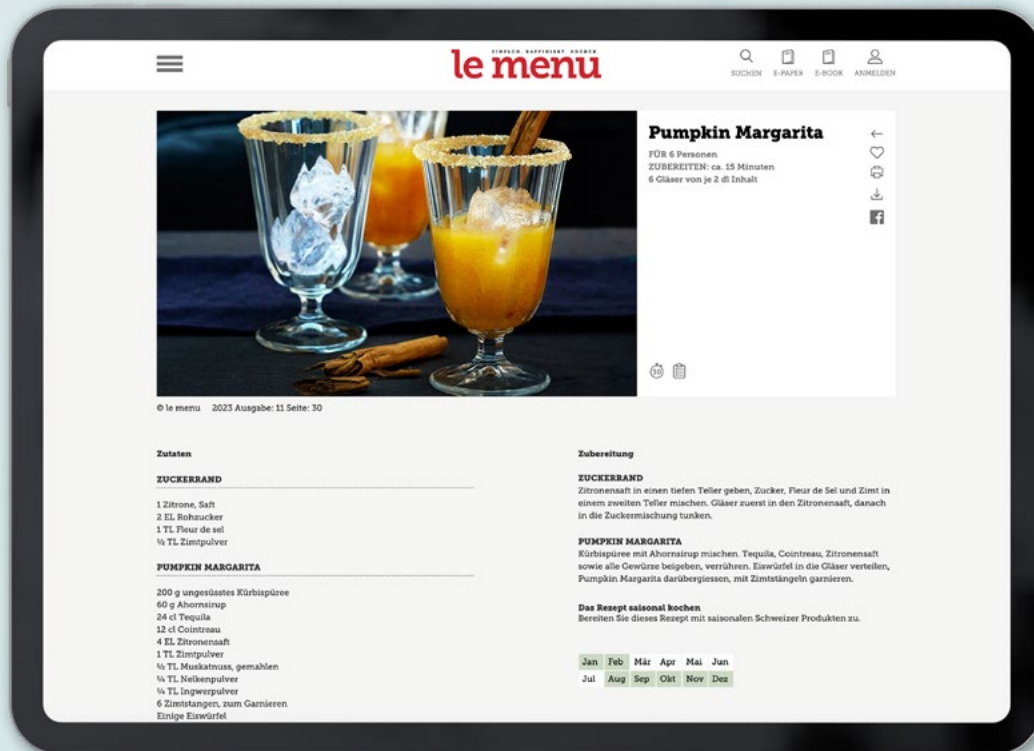 EINFACH. RAFFINIERT. KOCHEN.
le menu
SUCHEN E-PAPER E-BOOK ANMELDEN
Pumpkin Margarita
FÜR 6 Personen
ZUBEREITEN: ca. 15 Minuten
6 Gläser von je 2 dl Inhalt
30
© le menu 2023 Ausgabe: 11 Seite: 30
Zutaten
ZUCKERRAND
1 Zitrone, Saft
2 EL Rohzucker
1 TL Fleur de sel
½ TL Zimtpulver
PUMPKIN MARGARITA
200 g ungesüsstes Kürbispüree
60 g Ahornsirup
24 cl Tequila
12 cl Cointreau
4 EL Zitronensaft
1 TL Zimtpulver
½ TL Muskatnuss, gemahlen
¼ TL Nelkenpulver
¼ TL Ingwerpulver
6 Zimtstangen, zum Garnieren
Einige Eiswürfel
Zubereitung
ZUCKERRAND
Zitronensaft in einen tiefen Teller geben, Zucker, Fleur de Sel und Zimt in
einem zweiten Teller mischen. Gläser zuerst in den Zitronensaft, danach
in die Zuckermischung tunken.
PUMPKIN MARGARITA
Kürbispüree mit Ahornsirup mischen. Tequila, Cointreau, Zitronensaft
sowie alle Gewürze beigeben, verrühren. Eiswürfel in die Gläser verteilen,
Pumpkin Margarita darübergiessen, mit Zimtstängeln garnieren.
Das Rezept saisonal kochen
Bereiten Sie dieses Rezept mit saisonalen Schweizer Produkten zu.
Jan Feb Mär Apr Mai Jun
Jul Aug Sep Okt Nov Dez